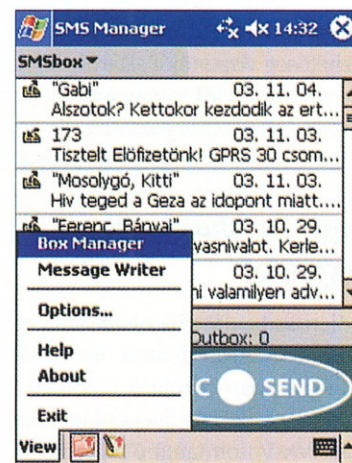 SMS Manager 14:32
SMSbox
"Gabi" 03. 11. 04.
Alszotok? Kettokor kezdodik az ert...
173 03. 11. 03.
Tisztelt Elöfizetönk! GPRS 30 csom...
"Mosolygó, Kitti" 03. 11. 03.
Hiv teged a Geza az idopont miatt....
"Ferenc, Bányai" 03. 10. 29.
Box Manager vasnivalot. Kerle...
Message Writer 03. 10. 29.
ni valamilyen adv...
Options...
Outbox: 0
Help
About
C SEND
Exit
View